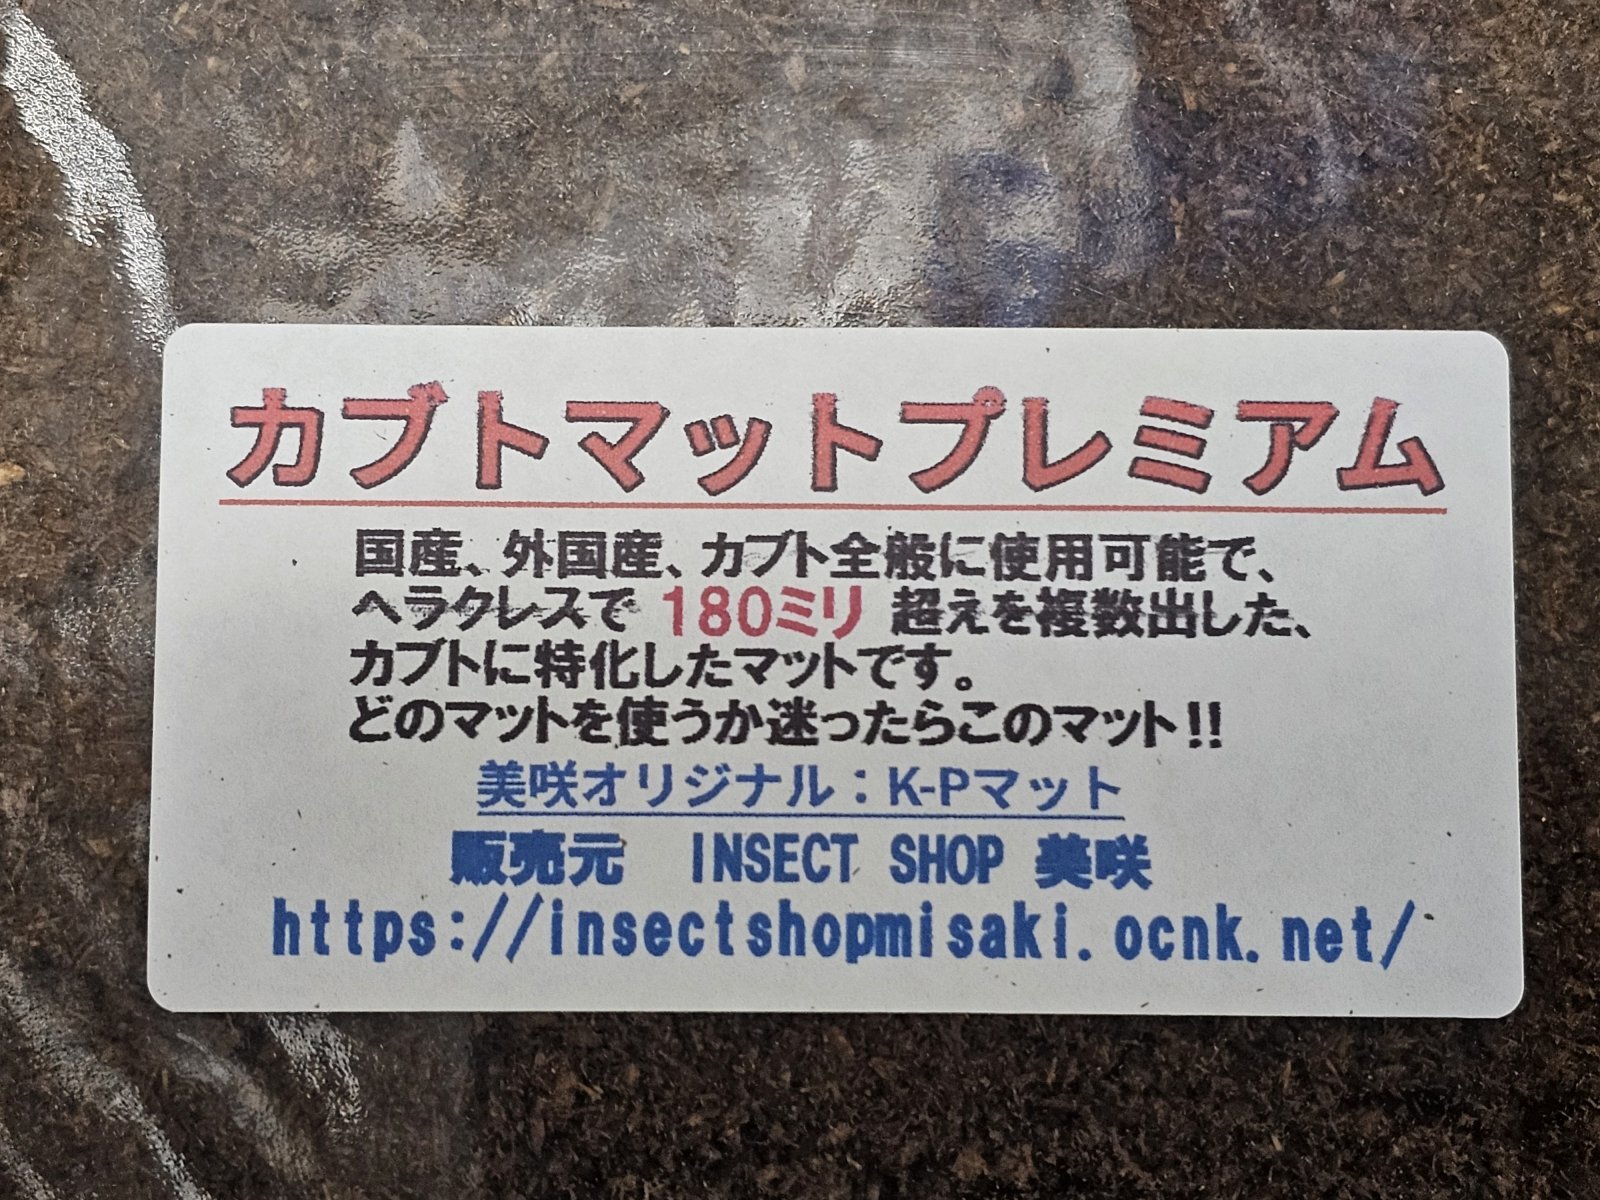 カブトマットプレミアム
国産、外国産、カブト全般に使用可能で、
ヘラクレスで 180ミリ 超えを複数出した、
カブトに特化したマットです。
どのマットを使うか迷ったらこのマット!!
美咲オリジナル：K-Pマット
販売元 INSECT SHOP 美咲
https://insectshopmisaki.ocnk.net/